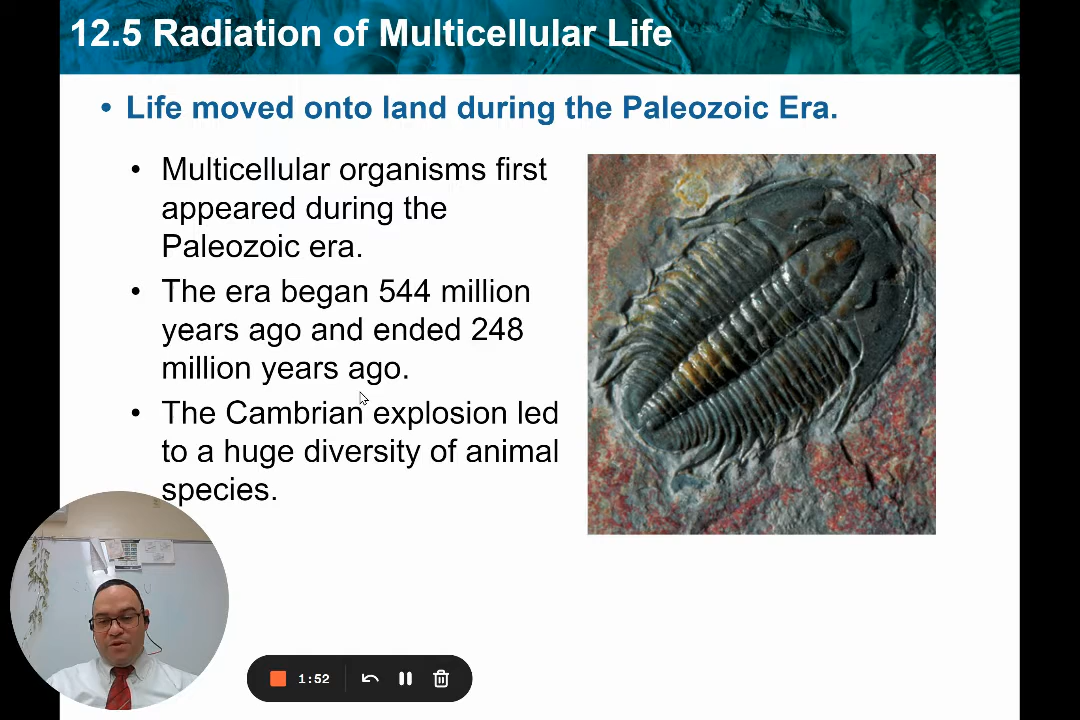 12.5 Radiation of Multicellular Life
• Life moved onto land during the Paleozoic Era.
• Multicellular organisms first
appeared during the
Paleozoic era.
• The era began 544 million
years ago and ended 248
million years ago.
• The Cambrian explosion led
to a huge diversity of animal
species.
1:52